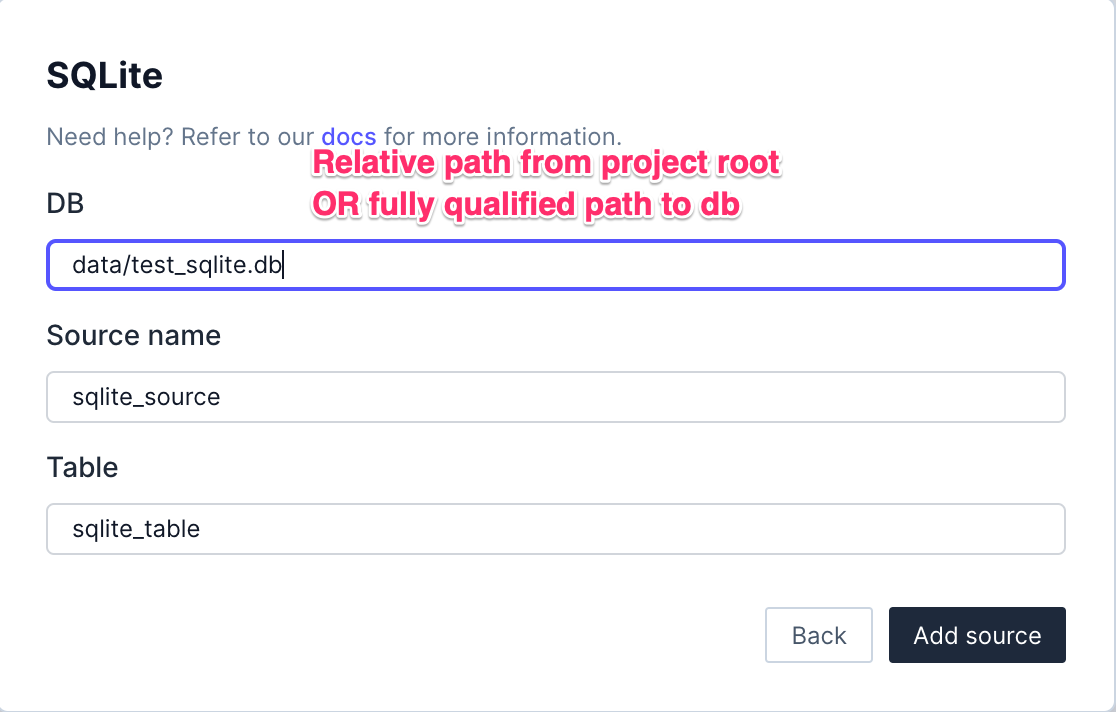 SQLite
Need help? Refer to our docs for more information.
Relative path from project root
OR fully qualified path to db
DB
data/test_sqlite.db
Source name
sqlite_source
Table
sqlite_table
Back
Add source